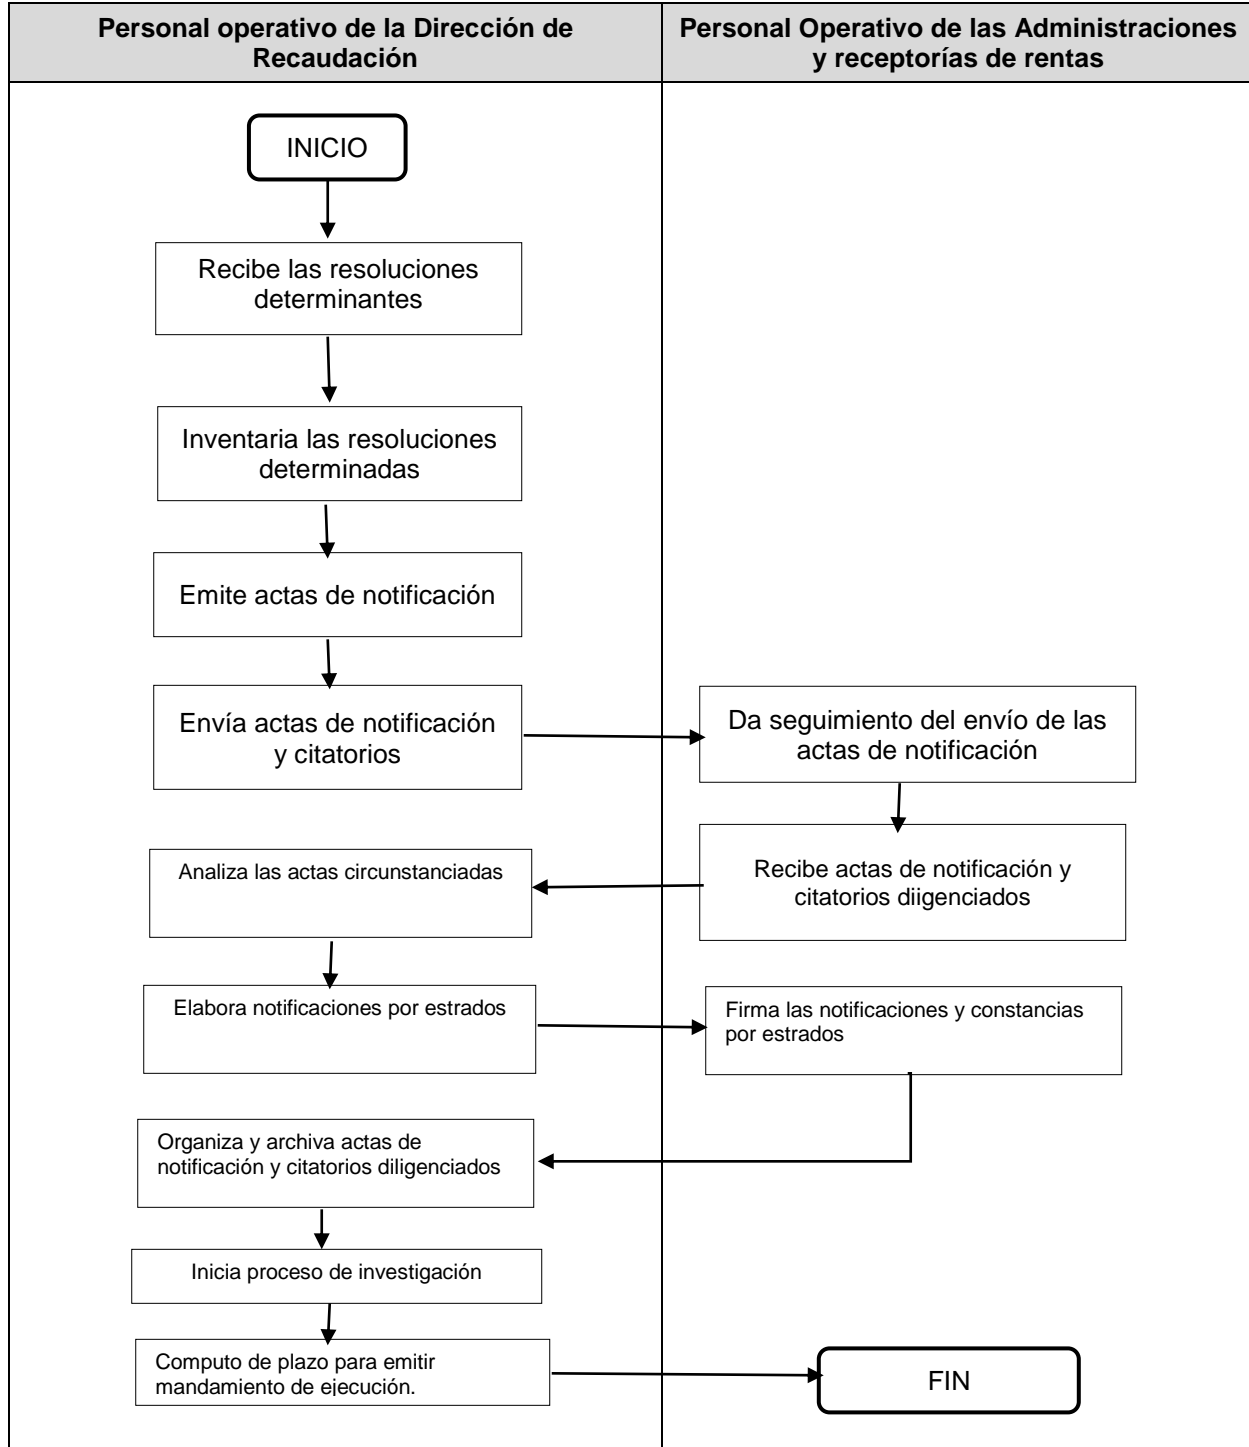 Personal operativo de la Dirección de
Recaudación
Personal Operativo de las Administraciones
y receptorías de rentas
INICIO
Recibe las resoluciones
determinantes
Inventaria las resoluciones
determinadas
Emite actas de notificación
Envía actas de notificación
y citatorios
Da seguimiento del envío de las
actas de notificación
Recibe actas de notificación y
citatorios diigenciados
Analiza las actas circunstanciadas
Elabora notificaciones por estrados
Firma las notificaciones y constancias
por estrados
Organiza y archiva actas de
notificación y citatorios diligenciados
Inicia proceso de investigación
Computo de plazo para emitir
mandamiento de ejecución.
FIN